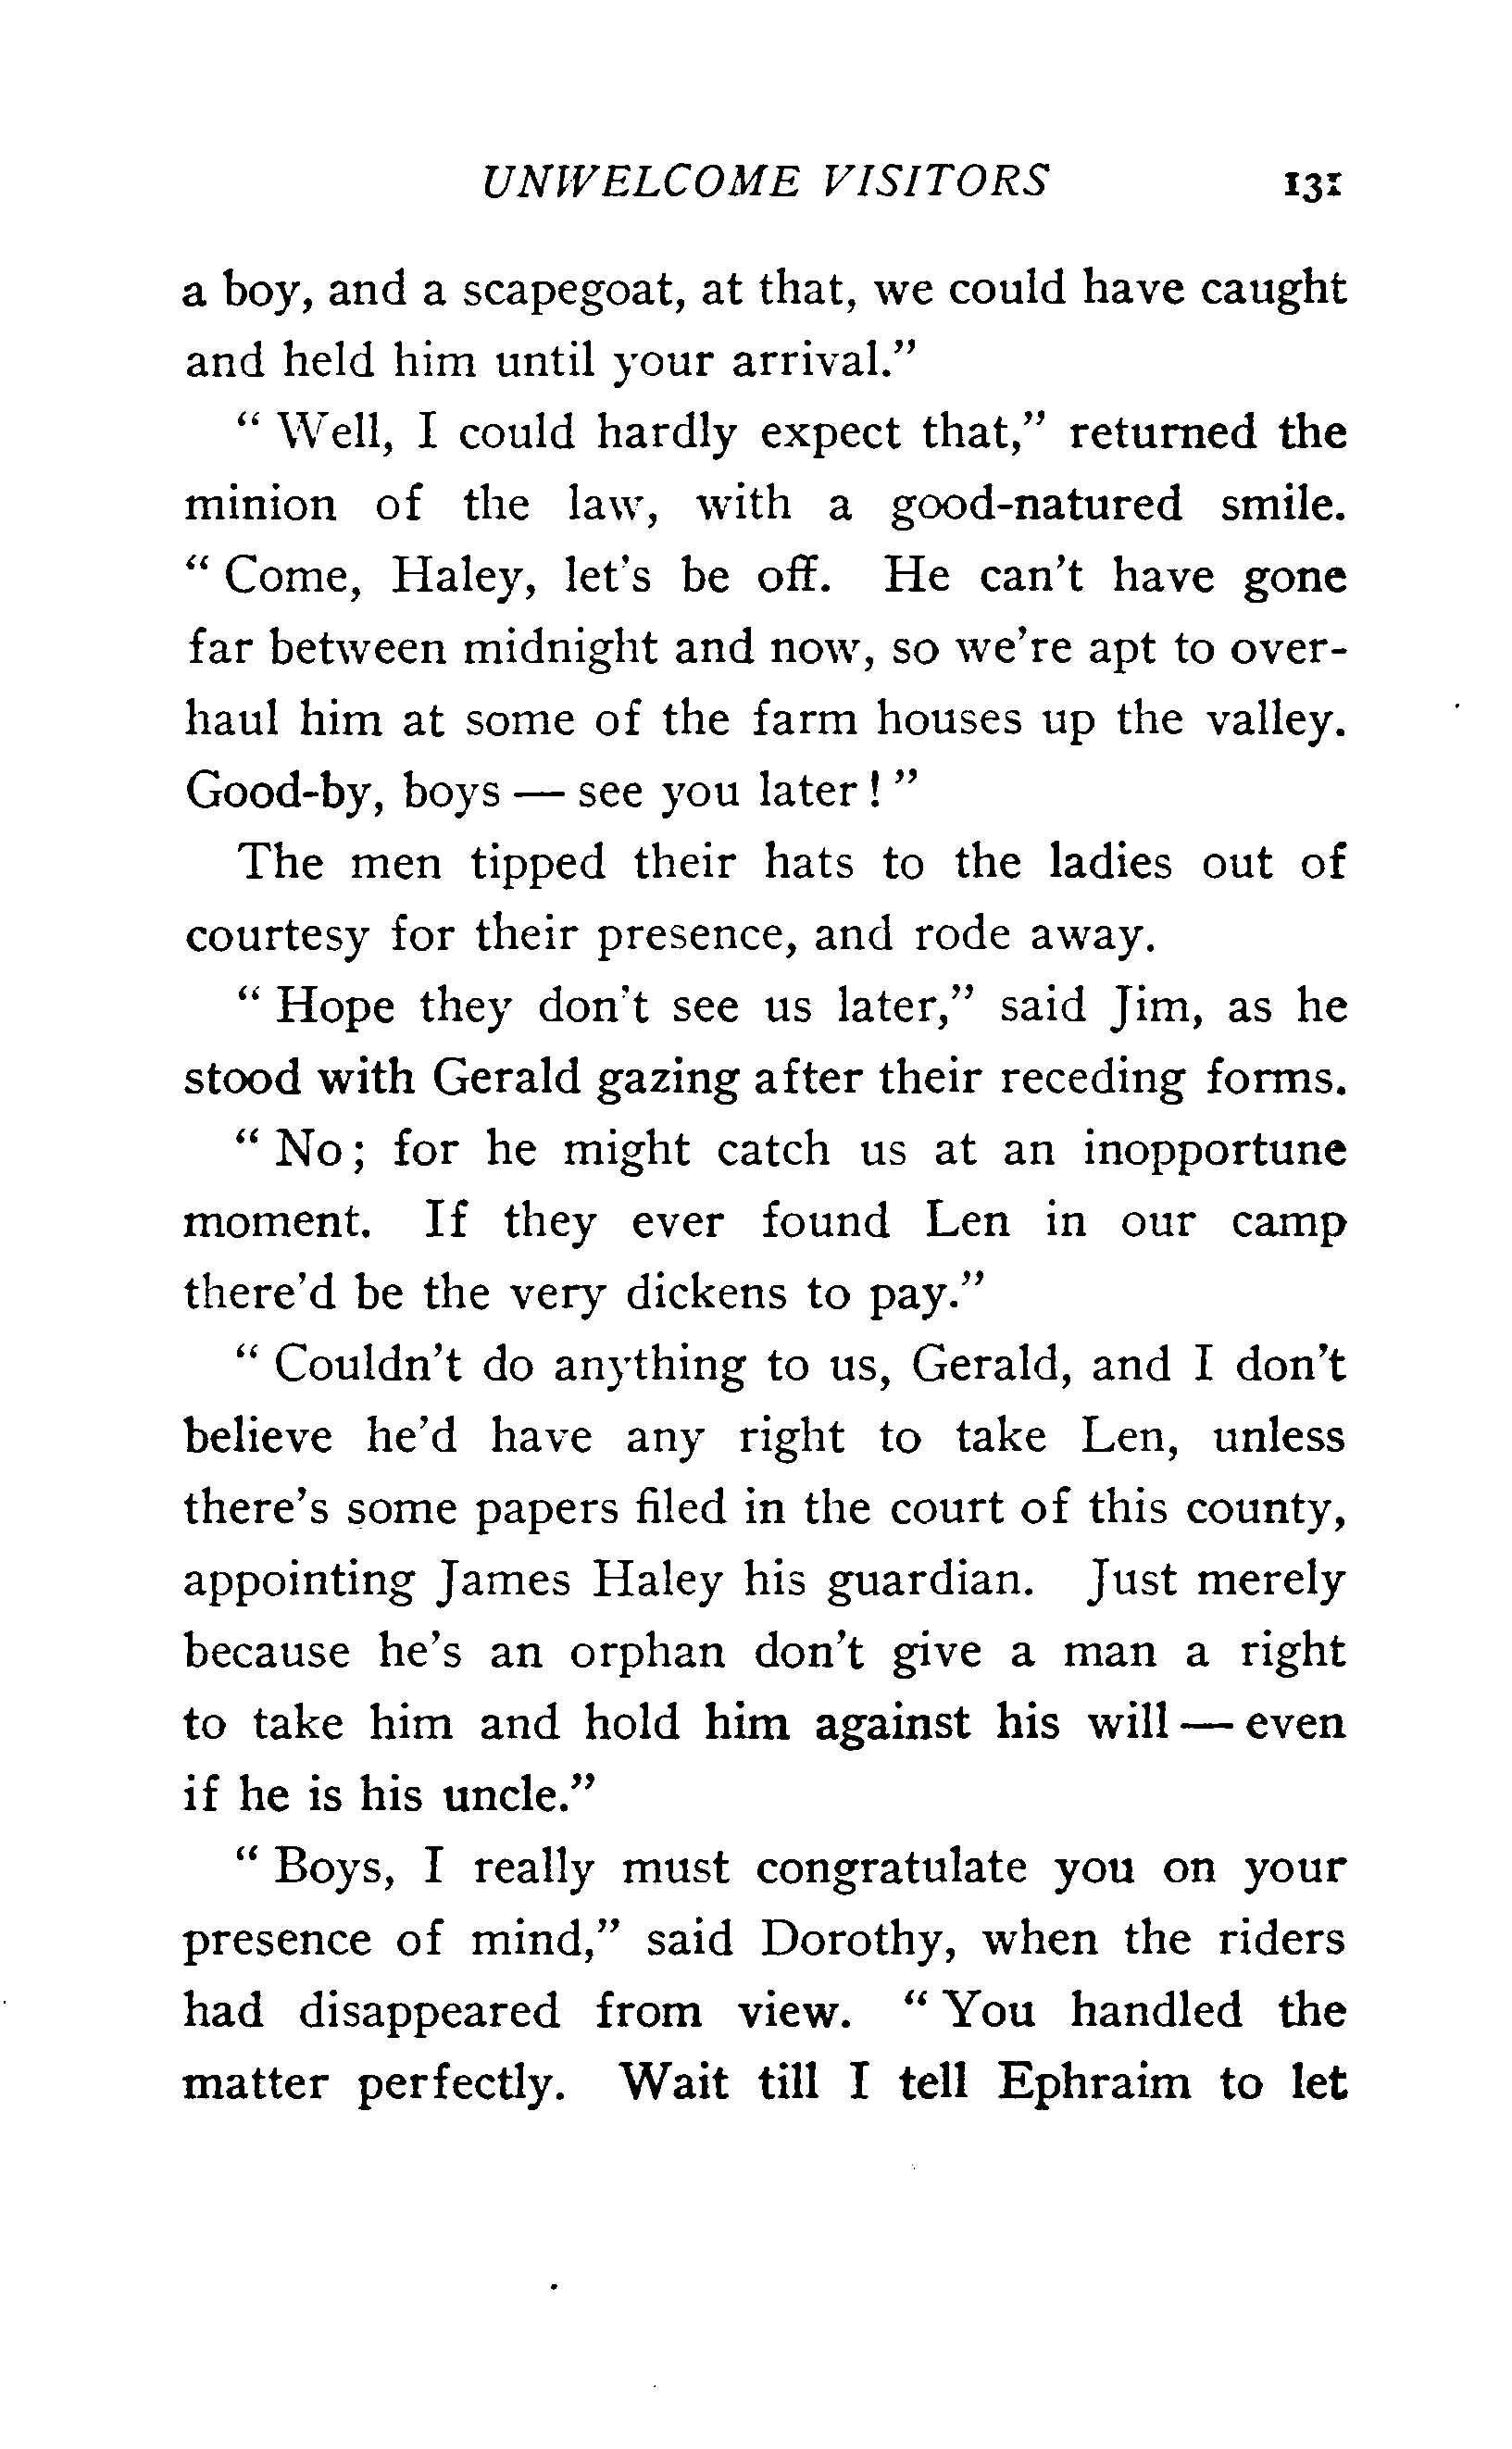 UNWELCOME VISITORS 131
a boy, and a scapegoat, at that, we could have caught
and held him until your arrival."
" Well, I could hardly expect that," returned the
minion of the law, with a good-natured smile.
" Come, Haley, let's be off. He can't have gone
far between midnight and now, so we're apt to over-
haul him at some of the farm houses up the valley.
Good-by, boys — see you later! "
The men tipped their hats to the ladies out of
courtesy for their presence, and rode away.
" Hope they don't see us later," said Jim, as he
stood with Gerald gazing after their receding forms.
" No; for he might catch us at an inopportune
moment. If they ever found Len in our camp
there'd be the very dickens to pay."
" Couldn't do anything to us, Gerald, and I don't
believe he'd have any right to take Len, unless
there's some papers filed in the court of this county,
appointing James Haley his guardian. Just merely
because he's an orphan don't give a man a right
to take him and hold him against his will — even
if he is his uncle."
" Boys, I really must congratulate you on your
presence of mind," said Dorothy, when the riders
had disappeared from view. " You handled the
matter perfectly. Wait till I tell Ephraim to let